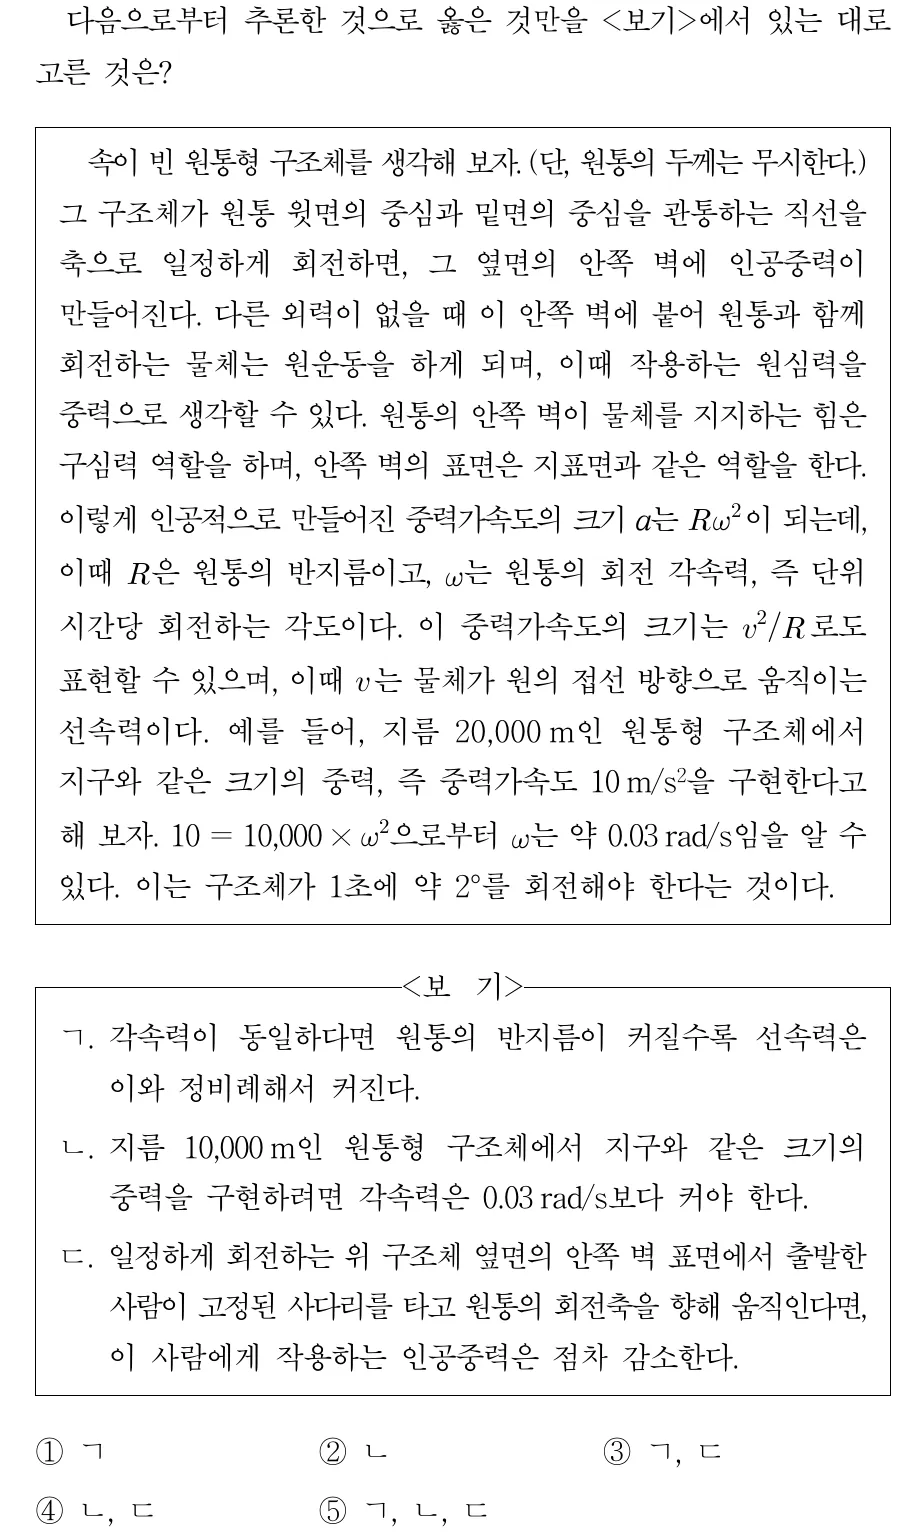 다음으로부터 추론한 것으로 옳은 것만을 <보기>에서 있는 대로
고른 것은?
속이 빈 원통형 구조체를 생각해 보자. (단, 원통의 두께는 무시한다.)
그 구조체가 원통 윗면의 중심과 밑면의 중심을 관통하는 직선을
축으로 일정하게 회전하면, 그 옆면의 안쪽 벽에 인공중력이
만들어진다. 다른 외력이 없을 때 이 안쪽 벽에 붙어 원통과 함께
회전하는 물체는 원운동을 하게 되며, 이때 작용하는 원심력을
중력으로 생각할 수 있다. 원통의 안쪽 벽이 물체를 지지하는 힘은
구심력 역할을 하며, 안쪽 벽의 표면은 지표면과 같은 역할을 한다.
이렇게 인공적으로 만들어진 중력가속도의 크기 a는 Rω²이 되는데,
이때 R은 원통의 반지름이고, ω는 원통의 회전 각속력, 즉 단위
시간당 회전하는 각도이다. 이 중력가속도의 크기는 v²/R로도
표현할 수 있으며, 이때 v는 물체가 원의 접선 방향으로 움직이는
선속력이다. 예를 들어, 지름 20,000 m인 원통형 구조체에서
지구와 같은 크기의 중력, 즉 중력가속도 10 m/s²을 구현한다고
해 보자. 10 = 10,000 × ω²으로부터 ω는 약 0.03 rad/s임을 알 수
있다. 이는 구조체가 1초에 약 2°를 회전해야 한다는 것이다.
<보 기>
ㄱ. 각속력이 동일하다면 원통의 반지름이 커질수록 선속력은
이와 정비례해서 커진다.
ㄴ. 지름 10,000 m인 원통형 구조체에서 지구와 같은 크기의
중력을 구현하려면 각속력은 0.03 rad/s보다 커야 한다.
ㄷ. 일정하게 회전하는 위 구조체 옆면의 안쪽 벽 표면에서 출발한
사람이 고정된 사다리를 타고 원통의 회전축을 향해 움직인다면,
이 사람에게 작용하는 인공중력은 점차 감소한다.
① ㄱ ② ㄴ ③ ㄱ, ㄷ
④ ㄴ, ㄷ ⑤ ㄱ, ㄴ, ㄷ